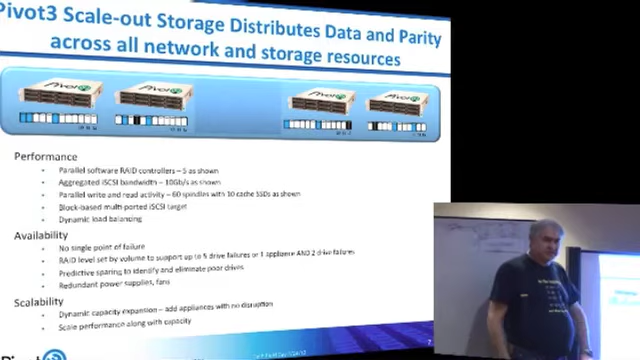 Pivot3 Scale-out Storage Distributes Data and Parity
across all network and storage resources
Performance
• Parallel software RAID controllers – 5 as shown
• Aggregated iSCSI bandwidth – 10Gb/s as shown
• Parallel write and read activity – 60 spindles with 10 cache SSDs as shown
• Block-based multi-ported iSCSI target
• Dynamic load balancing
Availability
• No single point of failure
• RAID level set by volume to support up to 5 drive failures or 1 appliance AND 2 drive failures
• Predictive sparing to identify and eliminate poor drives
• Redundant power supplies, fans
Scalability
• Dynamic capacity expansion – add appliances with no disruption
• Scale performance along with capacity
Pivot3
7